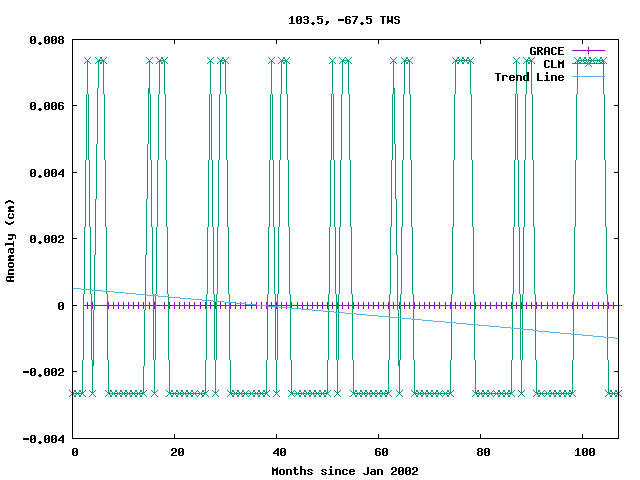 103.5, -67.5 TWS
GRACE
CLM
Trend Line
0.008
0.006
0.004
0.002
0
-0.002
-0.004
Anomaly (cm)
0 20 40 60 80 100
Months since Jan 2002